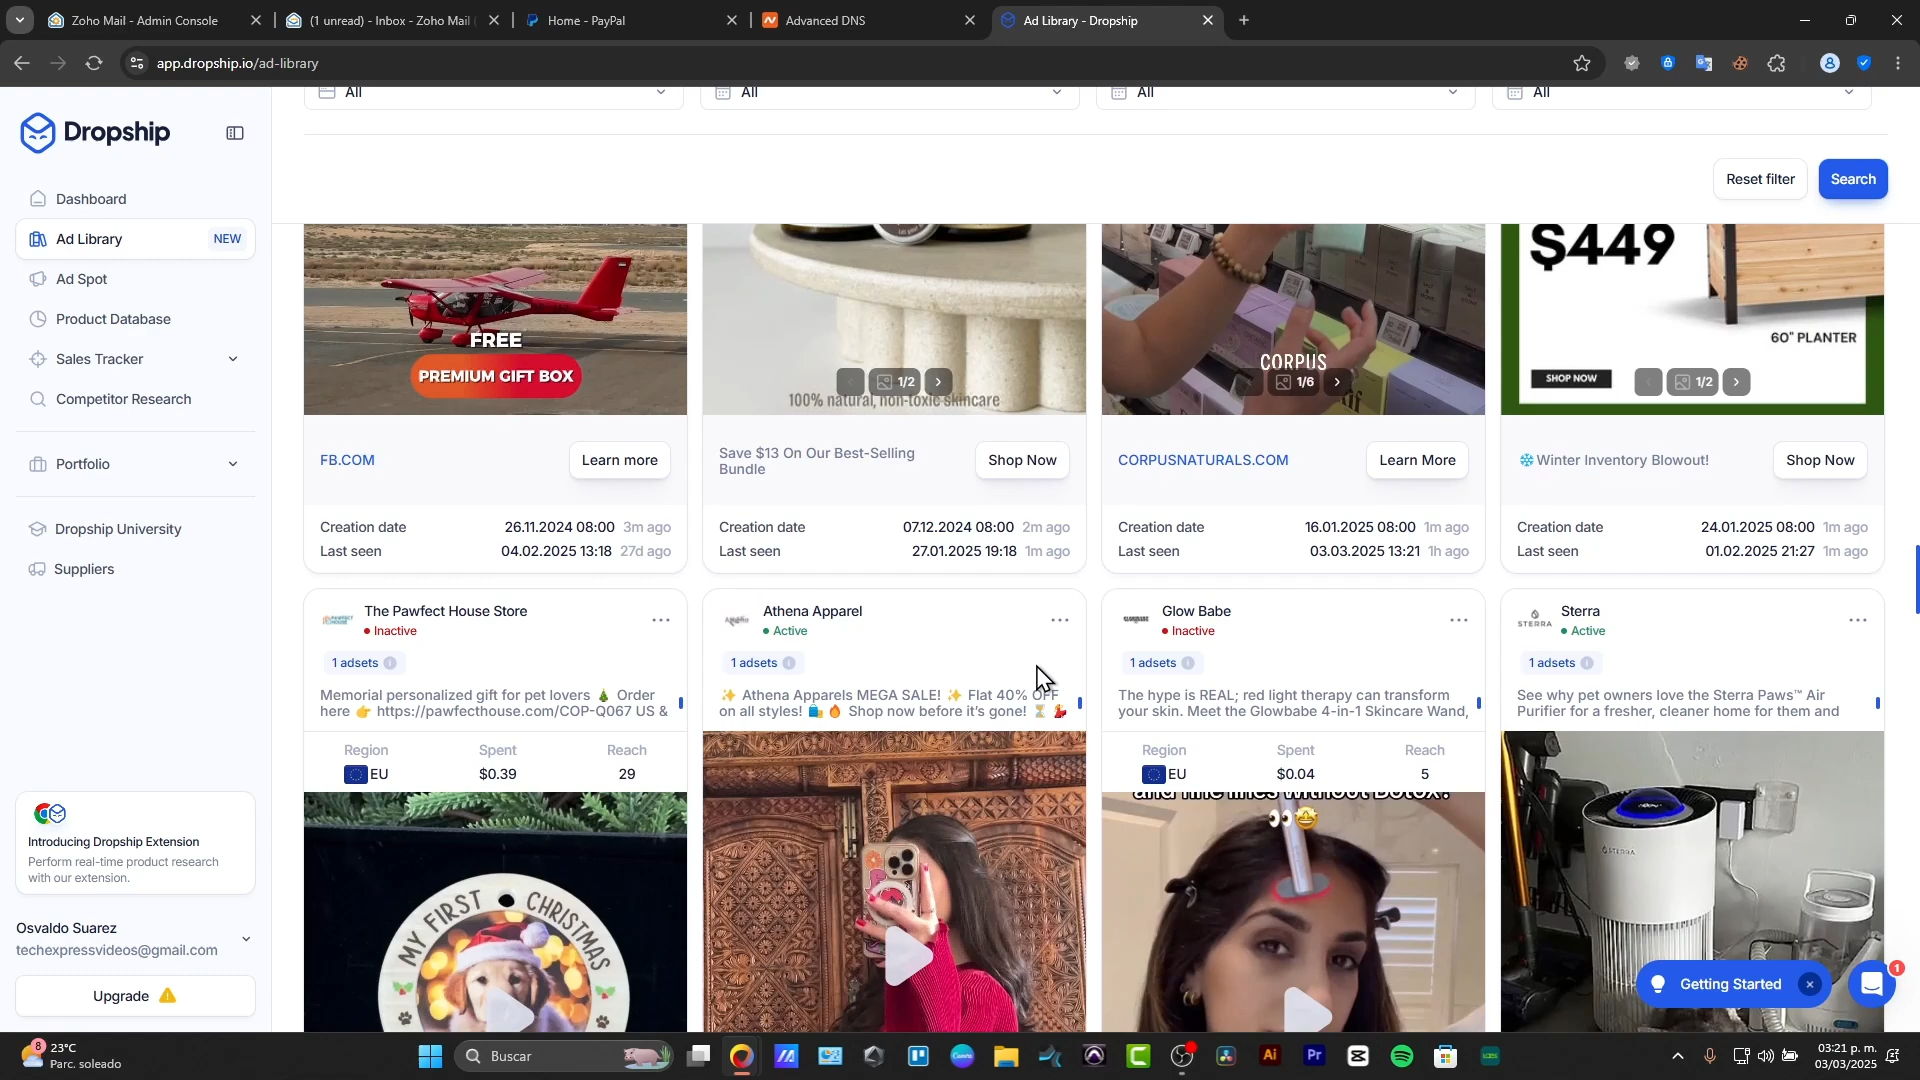 Zoho Mail - Admin Console
(1 unread) - Inbox - Zoho Mail (
Home - PayPal
Advanced DNS
Ad Library - Dropship
app.dropship.io/ad-library
All
All
All
All
Dropship
Reset filter
Search
Dashboard
Ad Library
NEW
Ad Spot
Product Database
Sales Tracker
Competitor Research
Portfolio
Dropship University
Suppliers
Introducing Dropship Extension
Perform real-time product research
with our extension.
Osvaldo Suarez
techexpressvideos@gmail.com
Upgrade
FREE
PREMIUM GIFT BOX
FB.COM
Learn more
Creation date
26.11.2024 08:00 3m ago
Last seen
04.02.2025 13:18 27d ago
1/2
100% natural, non-toxic skincare
Save $13 On Our Best-Selling
Bundle
Shop Now
Creation date
07.12.2024 08:00 2m ago
Last seen
27.01.2025 19:18 1m ago
CORPUS
1/6
CORPUSNATURALS.COM
Learn More
Creation date
16.01.2025 08:00 1m ago
Last seen
03.03.2025 13:21 1h ago
$449
60" PLANTER
SHOP NOW
1/2
❄️Winter Inventory Blowout!
Shop Now
Creation date
24.01.2025 08:00 1m ago
Last seen
01.02.2025 21:27 1m ago
The Pawfect House Store
Inactive
1 adsets
Memorial personalized gift for pet lovers 🎄 Order
here 👉 https://pawfecthouse.com/COP-Q067 US &
Region
Spent
Reach
EU
$0.39
29
MY FIRST CHRISTMAS
Athena Apparel
Active
1 adsets
✨ Athena Apparels MEGA SALE! ✨ Flat 40% OFF
on all styles! 🛍️ 🔥 Shop now before it's gone! ⏳ 💃
Glow Babe
Inactive
1 adsets
The hype is REAL; red light therapy can transform
your skin. Meet the Glowbabe 4-in-1 Skincare Wand,
Region
Spent
Reach
EU
$0.04
5
and fine lines without Botox?
👀🤩
Sterra
Active
STERRA
1 adsets
See why pet owners love the Sterra Paws™ Air
Purifier for a fresher, cleaner home for them and
STERRA
Getting Started
1
8
23°C
Parc. soleado
Buscar
03:21 p. m.
03/03/2025